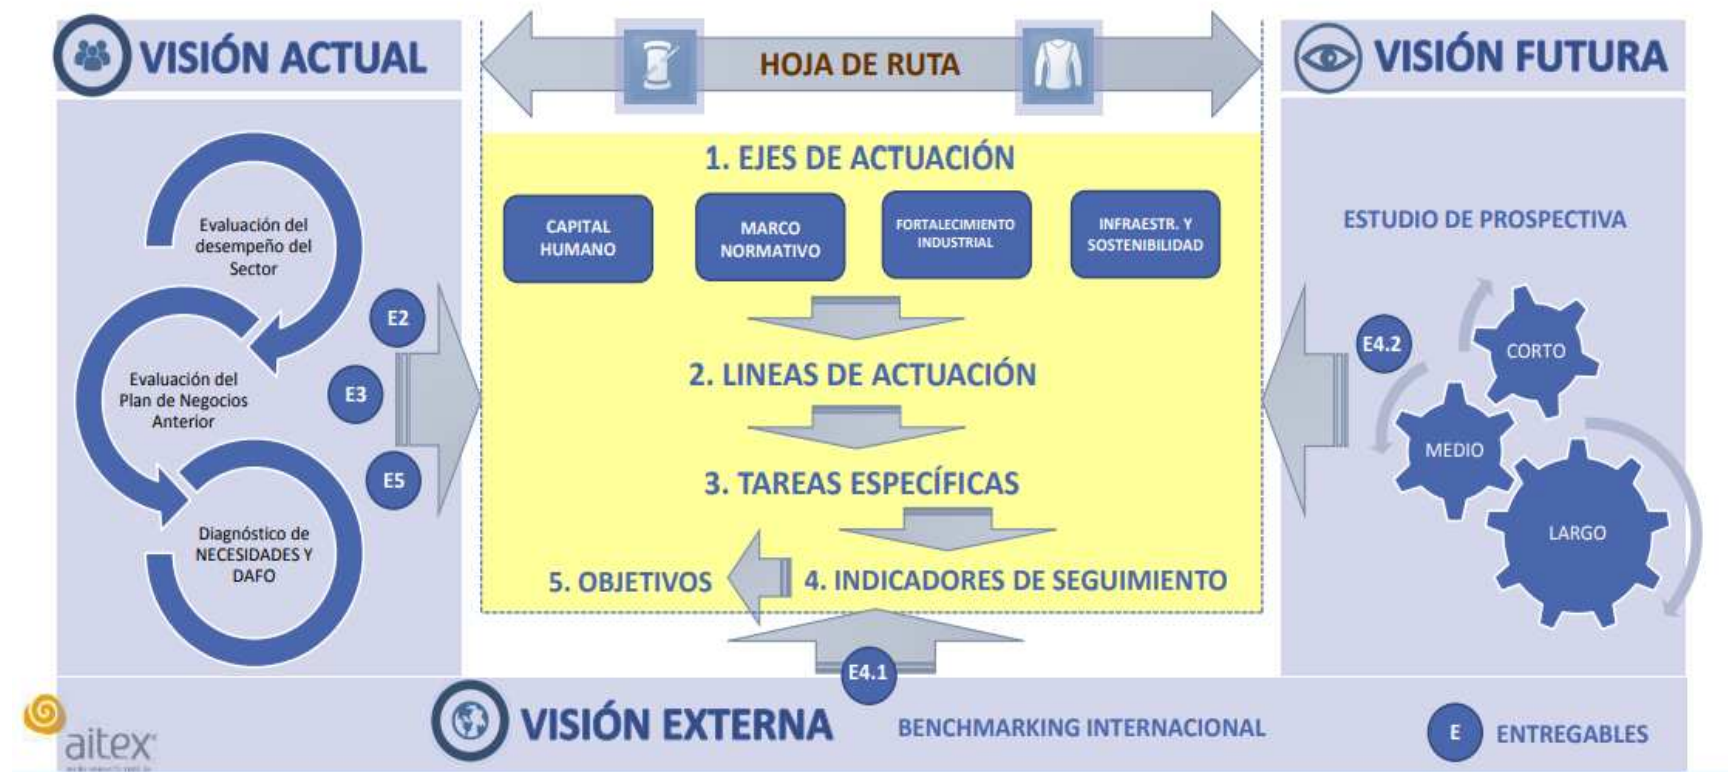 VISIÓN ACTUAL
HOJA DE RUTA
VISIÓN FUTURA
Evaluación del
desempeño del
Sector
Evaluación del
Plan de Negocios
Anterior
Diagnóstico de
NECESIDADES Y
DAFO
E2
E3
E5
1. EJES DE ACTUACIÓN
CAPITAL
HUMANO
MARCO
NORMATIVO
FORTALECIMIENTO
INDUSTRIAL
INFRAESTR. Y
SOSTENIBILIDAD
2. LINEAS DE ACTUACIÓN
3. TAREAS ESPECÍFICAS
4. INDICADORES DE SEGUIMIENTO
5. OBJETIVOS
ESTUDIO DE PROSPECTIVA
E4.2
CORTO
MEDIO
LARGO
E4.1
VISIÓN EXTERNA
BENCHMARKING INTERNACIONAL
E
ENTREGABLES
aitex